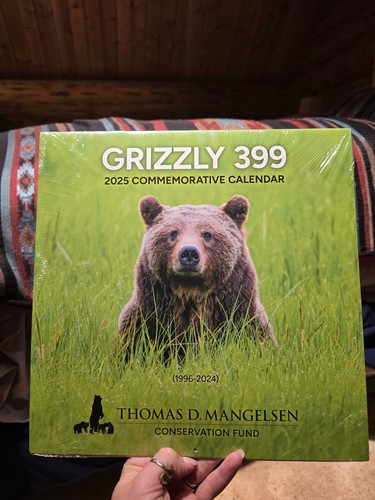 GRIZZLY 399
2025 COMMEMORATIVE CALENDAR
(1996-2024)
THOMAS D. MANGELSEN
CONSERVATION FUND